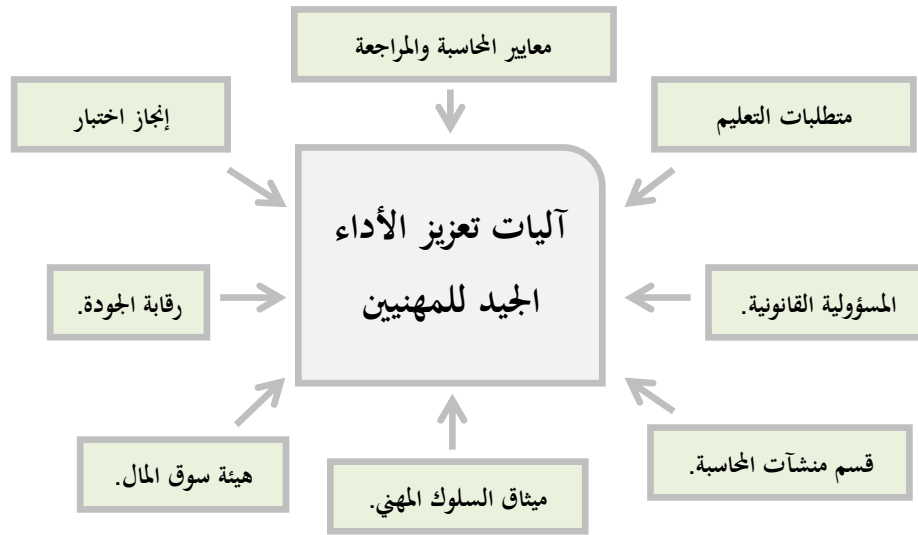 معايير المحاسبة والمراجعة
متطلبات التعليم
إنجاز اختبار
آليات تعزيز الأداء
الجيد للمهنيين
المسؤولية القانونية.
رقابة الجودة.
قسم منشآت المحاسبة.
هيئة سوق المال.
ميثاق السلوك المهني.